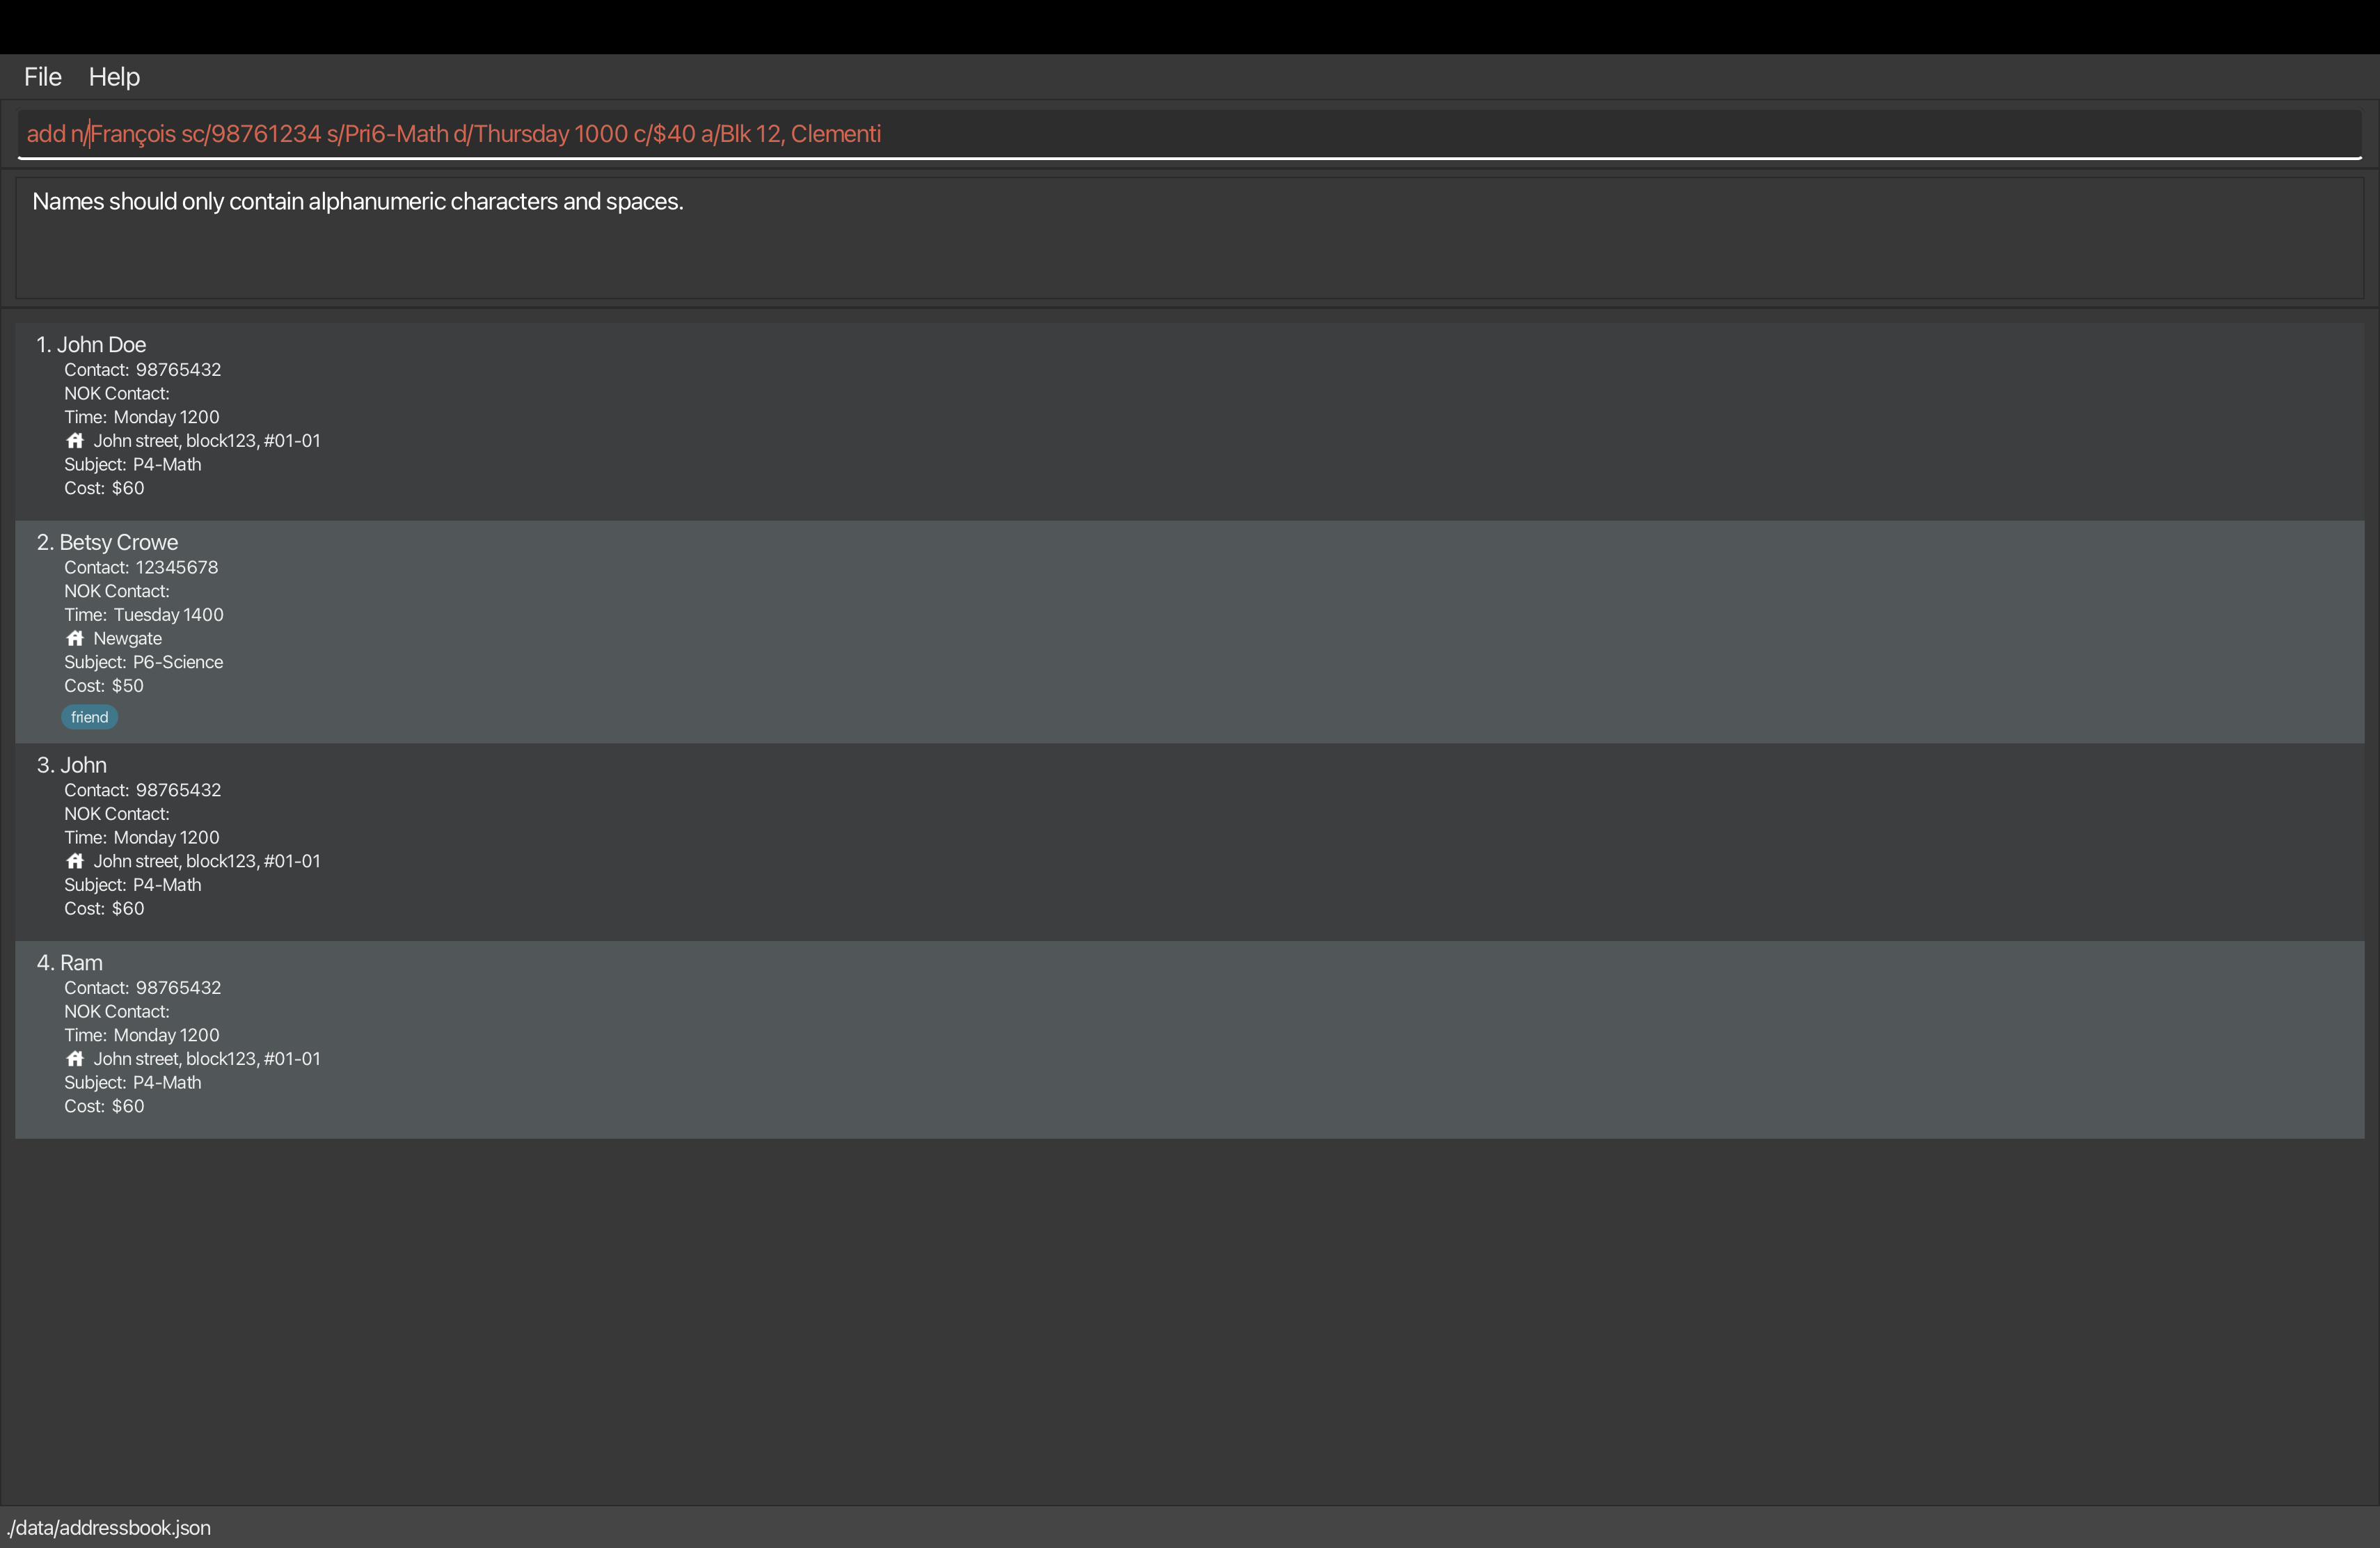 File Help
add n/François sc/98761234 s/Pri6-Math d/Thursday 1000 c/$40 a/Blk 12, Clementi
Names should only contain alphanumeric characters and spaces.
1. John Doe
Contact: 98765432
NOK Contact:
Time: Monday 1200
John street, block123, #01-01
Subject: P4-Math
Cost: $60
2. Betsy Crowe
Contact: 12345678
NOK Contact:
Time: Tuesday 1400
Newgate
Subject: P6-Science
Cost: $50
friend
3. John
Contact: 98765432
NOK Contact:
Time: Monday 1200
John street, block123, #01-01
Subject: P4-Math
Cost: $60
4. Ram
Contact: 98765432
NOK Contact:
Time: Monday 1200
John street, block123, #01-01
Subject: P4-Math
Cost: $60
./data/addressbook.json